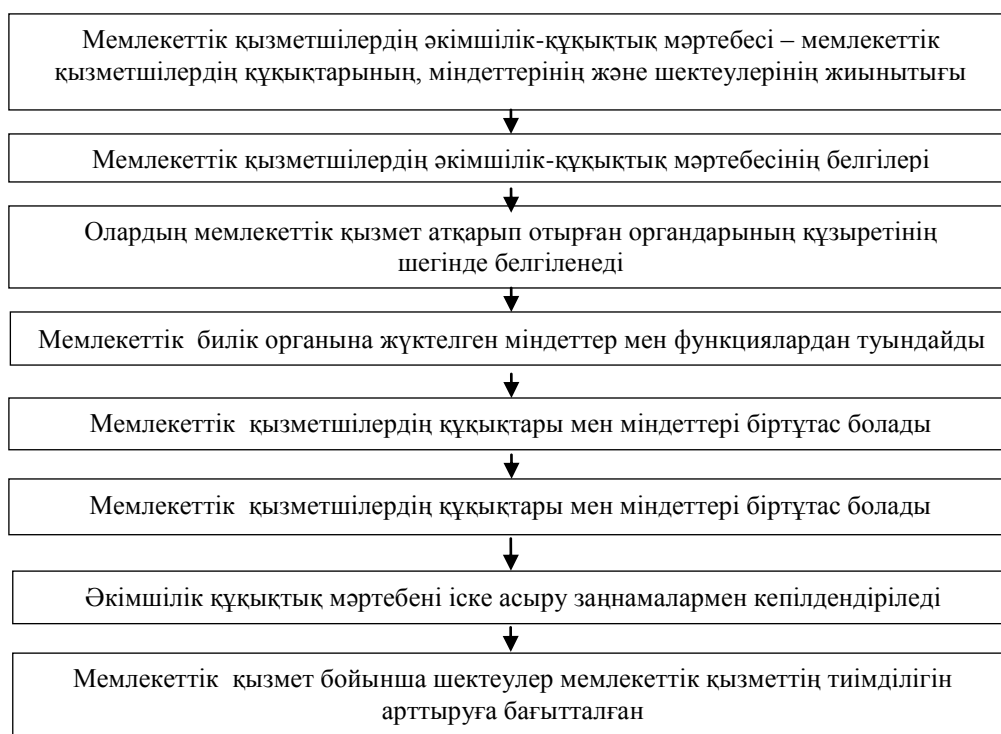 Мемлекеттік қызметшілердің әкімшілік-құқықтық мәртебесі – мемлекеттік
қызметшілердің құқықтарының, міндеттерінің және шектеулерінің жиынытығы
Мемлекеттік қызметшілердің әкімшілік-құқықтық мәртебесінің белгілері
Олардың мемлекеттік қызмет атқарып отырған органдарының құзыретінің
шегінде белгіленеді
Мемлекеттік билік органына жүктелген міндеттер мен функциялардан туындайды
Мемлекеттік қызметшілердің құқықтары мен міндеттері біртұтас болады
Мемлекеттік қызметшілердің құқықтары мен міндеттері біртұтас болады
Әкімшілік құқықтық мәртебені іске асыру заңнамалармен кепілдендіріледі
Мемлекеттік қызмет бойынша шектеулер мемлекеттік қызметтің тиімділігін
арттыруға бағытталған